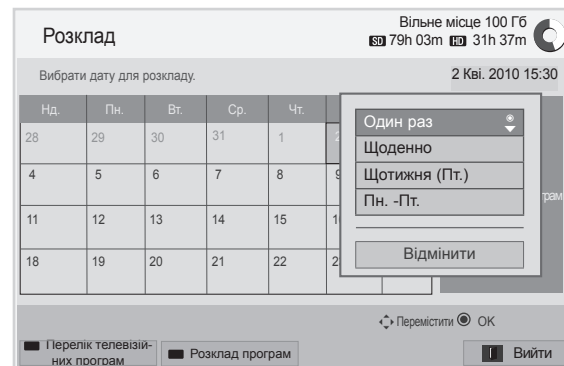 Розклад
Вільне місце 100 Гб
SD 79h 03m HD 31h 37m
Вибрати дату для розкладу.
2 Кві. 2010 15:30
Нд. Пн. Вт. Ср. Чт.
28 29 30 31 1
4 5 6 7 8
11 12 13 14 15
18 19 20 21 22
Один раз
Щоденно
Щотижня (Пт.)
Пн. -Пт.
Відмінити
Перемістити OK
Перелік телевізій-
них програм
Розклад програм
Вийти